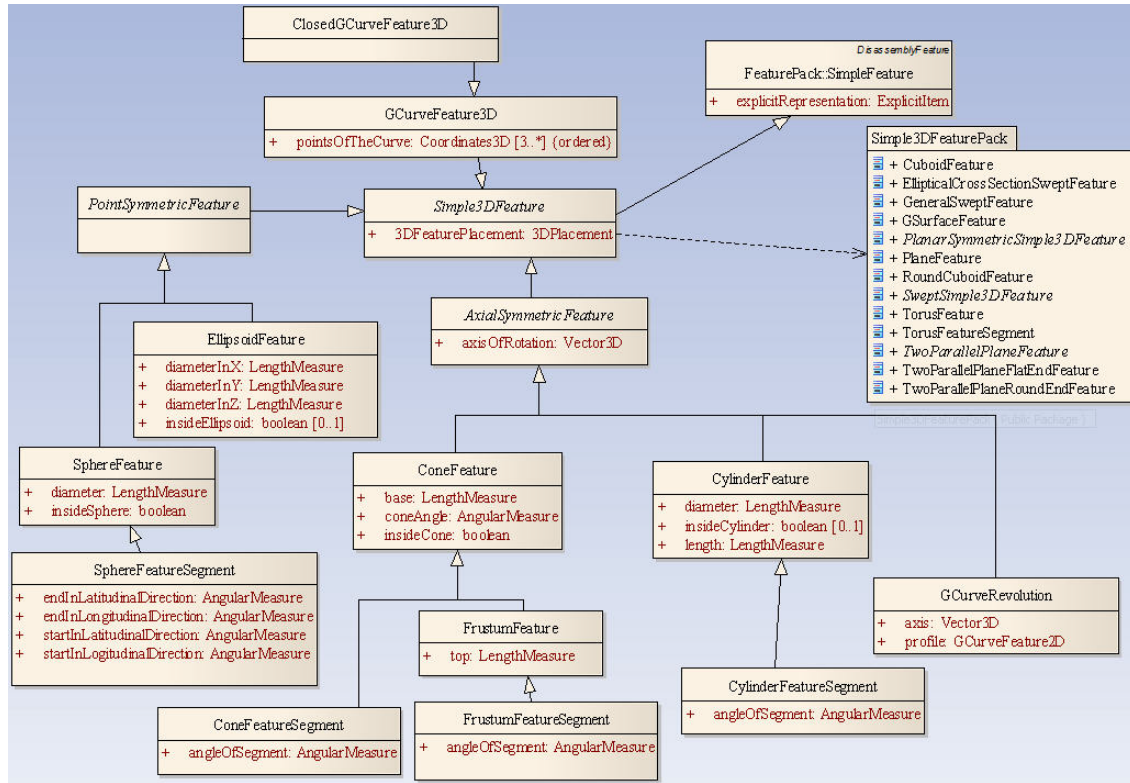 ClosedGCurveFeature3D
DisassemblyFeature
FeaturePack::SimpleFeature
+ explicitRepresentation: ExplicitItem
GCurveFeature3D
+ pointsOfTheCurve: Coordinates3D [3..*] {ordered}
Simple3DFeaturePack
+ CuboidFeature
+ EllipticalCrossSectionSweptFeature
+ GeneralSweptFeature
+ GSurfaceFeature
+ PlanarSymmetricSimple3DFeature
+ PlaneFeature
+ RoundCuboidFeature
+ SweptSimple3DFeature
+ TorusFeature
+ TorusFeatureSegment
+ TwoParallelPlaneFeature
+ TwoParallelPlaneFlatEndFeature
+ TwoParallelPlaneRoundEndFeature
PointSymmetricFeature
Simple3DFeature
+ 3DFeaturePlacement: 3DPlacement
AxialSymmetricFeature
+ axisOfRotation: Vector3D
EllipsoidFeature
+ diameterInX: LengthMeasure
+ diameterInY: LengthMeasure
+ diameterInZ: LengthMeasure
+ insideEllipsoid: boolean [0..1]
SphereFeature
+ diameter: LengthMeasure
+ insideSphere: boolean
ConeFeature
+ base: LengthMeasure
+ coneAngle: AngularMeasure
+ insideCone: boolean
CylinderFeature
+ diameter: LengthMeasure
+ insideCylinder: boolean [0..1]
+ length: LengthMeasure
SphereFeatureSegment
+ endInLatitudinalDirection: AngularMeasure
+ endInLongitudinalDirection: AngularMeasure
+ startInLatitudinalDirection: AngularMeasure
+ startInLogitudinalDirection: AngularMeasure
GCurveRevolution
+ axis: Vector3D
+ profile: GCurveFeature2D
FrustumFeature
+ top: LengthMeasure
CylinderFeatureSegment
+ angleOfSegment: AngularMeasure
ConeFeatureSegment
+ angleOfSegment: AngularMeasure
FrustumFeatureSegment
+ angleOfSegment: AngularMeasure